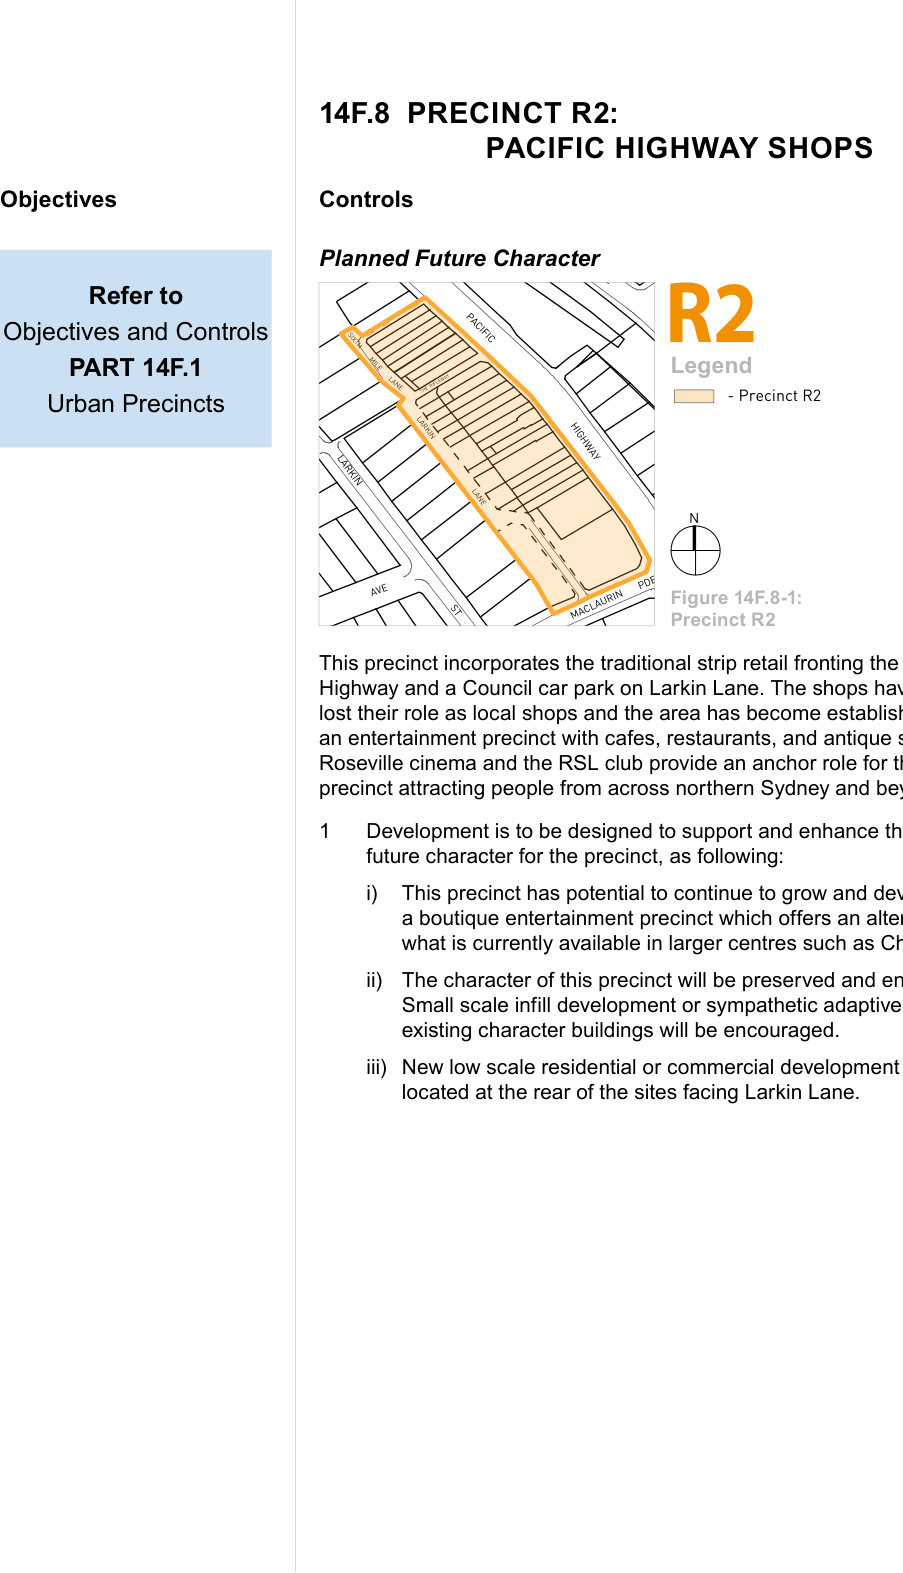 14F.8 PRECINCT R2:
PACIFIC HIGHWAY SHOPS
Objectives
Controls
Refer to
Objectives and Controls
PART 14F.1
Urban Precincts
Planned Future Character
PACIFIC
HIGHWAY
SIXTH
MILE
LANE
THE RIFLEWAY
LARKIN
LANE
LARKIN
ST
AVE
MACLAURIN
PDE
R2
Legend
- Precinct R2
N
Figure 14F.8-1:
Precinct R2
This precinct incorporates the traditional strip retail fronting the
Highway and a Council car park on Larkin Lane. The shops hav
lost their role as local shops and the area has become establish
an entertainment precinct with cafes, restaurants, and antique s
Roseville cinema and the RSL club provide an anchor role for th
precinct attracting people from across northern Sydney and bey
1 Development is to be designed to support and enhance th
future character for the precinct, as following:
i) This precinct has potential to continue to grow and dev
a boutique entertainment precinct which offers an alter
what is currently available in larger centres such as Ch
ii) The character of this precinct will be preserved and en
Small scale infill development or sympathetic adaptive
existing character buildings will be encouraged.
iii) New low scale residential or commercial development
located at the rear of the sites facing Larkin Lane.